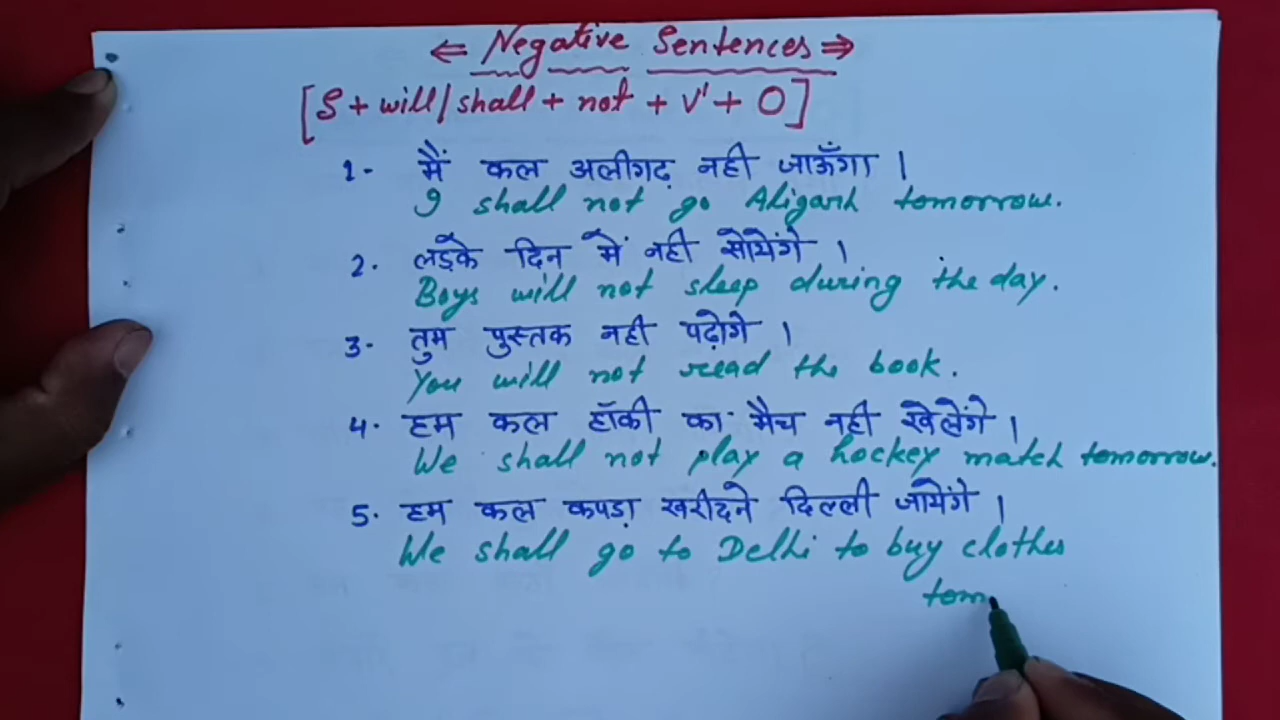 ⇐ Negative Sentences ⇒
[S + will/shall + not + V¹ + O]
1- मैं कल अलीगढ़ नही जाऊँगा ।
I shall not go Aligarh tomorrow.
2. लड़के दिन में नही सोयेंगे ।
Boys will not sleep during the day.
3- तुम पुस्तक नही पढ़ोगे ।
You will not read the book.
4. हम कल हॉकी का मैच नही खेलेंगे ।
We shall not play a hockey match tomorrow.
5. हम कल कपड़ा खरीदने दिल्ली जायेंगे ।
We shall go to Delhi to buy clothes
tom